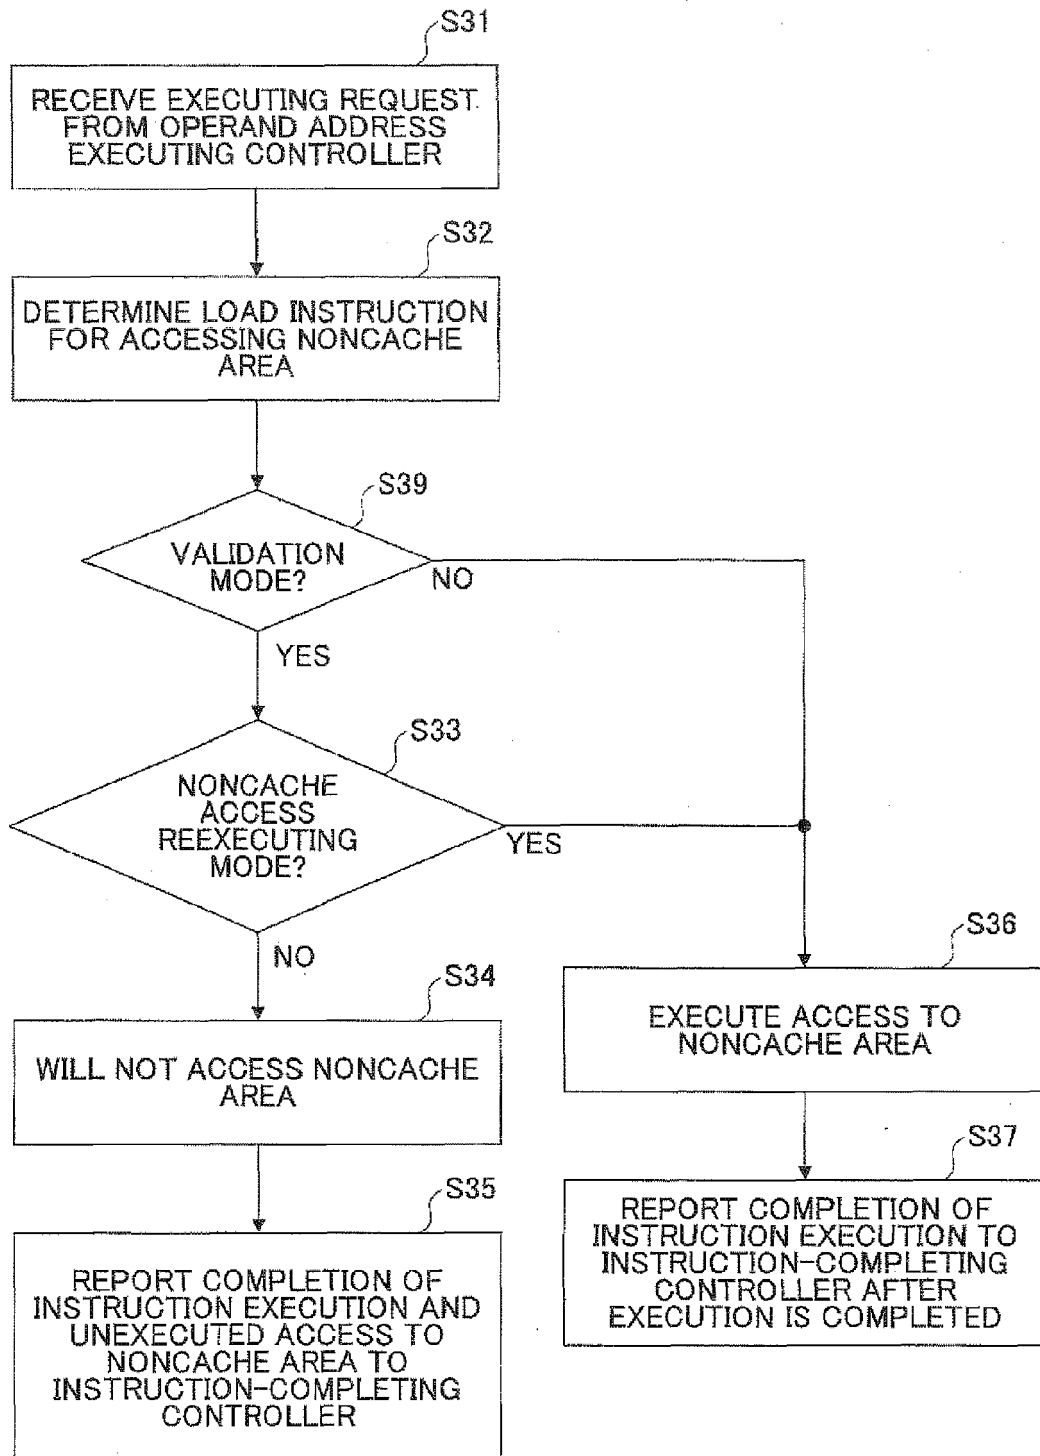 S31
RECEIVE EXECUTING REQUEST
FROM OPERAND ADDRESS
EXECUTING CONTROLLER
S32
DETERMINE LOAD INSTRUCTION
FOR ACCESSING NONCACHE
AREA
S39
VALIDATION
MODE?
NO
YES
S33
NONCACHE
ACCESS
REEXECUTING
MODE?
YES
NO
S34
WILL NOT ACCESS NONCACHE
AREA
S35
REPORT COMPLETION OF
INSTRUCTION EXECUTION AND
UNEXECUTED ACCESS TO
NONCACHE AREA TO
INSTRUCTION-COMPLETING
CONTROLLER
S36
EXECUTE ACCESS TO
NONCACHE AREA
S37
REPORT COMPLETION OF
INSTRUCTION EXECUTION TO
INSTRUCTION-COMPLETING
CONTROLLER AFTER
EXECUTION IS COMPLETED